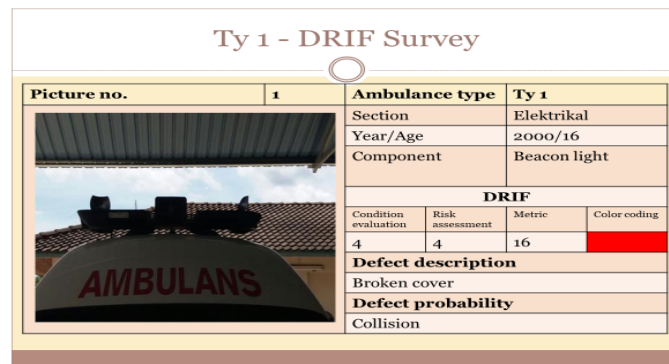 Ty 1 - DRIF Survey
Picture no. 1 Ambulance type Ty 1
Section Elektrikal
Year/Age 2000/16
Component Beacon light
DRIF
Condition evaluation Risk assessment Metric Color coding
4 4 16
Defect description
Broken cover
Defect probability
Collision
AMBULANS